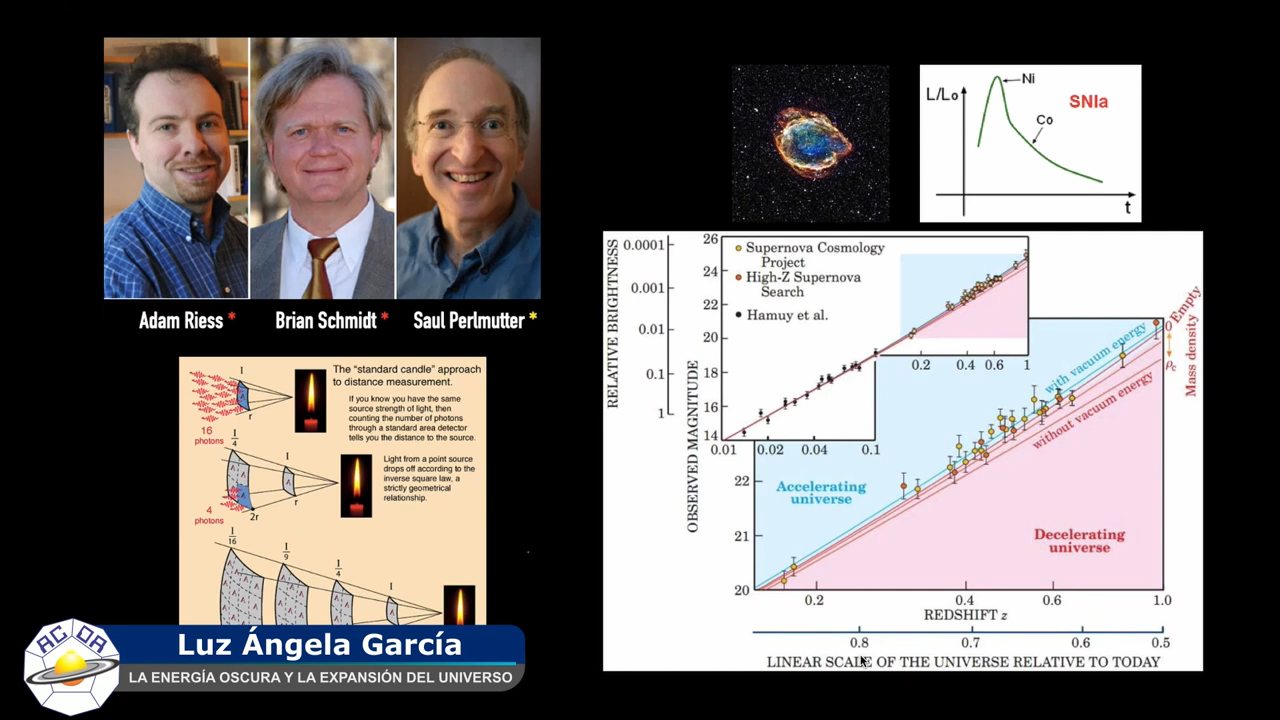 Adam Riess *
Brian Schmidt *
Saul Perlmutter *
The "standard candle" approach
to distance measurement.
If you know you have the same
source strength of light, then
counting the number of photons
through a standard area detector
tells you the distance to the source.
16
photons
1
r
Light from a point source
drops off according to the
inverse square law, a
strictly geometrical
relationship.
4
photons
1
4
1
2r
r
1
16
1
9
1
4
1
L/Lo
Ni
Co
SNIa
t
RELATIVE BRIGHTNESS
0.0001
0.001
0.01
0.1
1
OBSERVED MAGNITUDE
26
24
22
20
18
16
14
Supernova Cosmology
Project
High-Z Supernova
Search
Hamuy et al.
0.01
0.02
0.04
0.1
0.2
0.4
0.6
1
22
21
20
with vacuum energy
without vacuum energy
Empty
0
ρc
Mass density
Accelerating
universe
Decelerating
universe
0.2
0.4
0.6
1.0
REDSHIFT z
0.8
0.7
0.6
0.5
LINEAR SCALE OF THE UNIVERSE RELATIVE TO TODAY
ACDA
Luz Ángela García
LA ENERGÍA OSCURA Y LA EXPANSIÓN DEL UNIVERSO